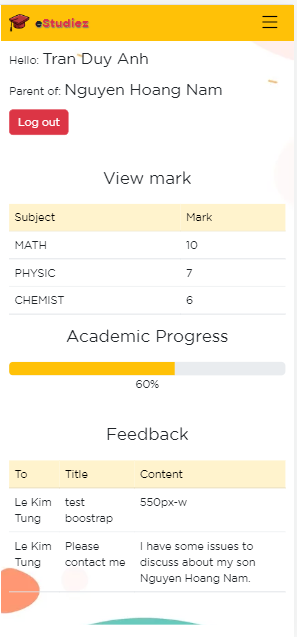 eStudiez
Hello: Tran Duy Anh
Parent of: Nguyen Hoang Nam
Log out
View mark
Subject Mark
MATH 10
PHYSIC 7
CHEMIST 6
Academic Progress
60%
Feedback
To Title Content
Le Kim test 550px-w
Tung boostrap
Le Kim Please I have some issues to
Tung contact me discuss about my son
Nguyen Hoang Nam.